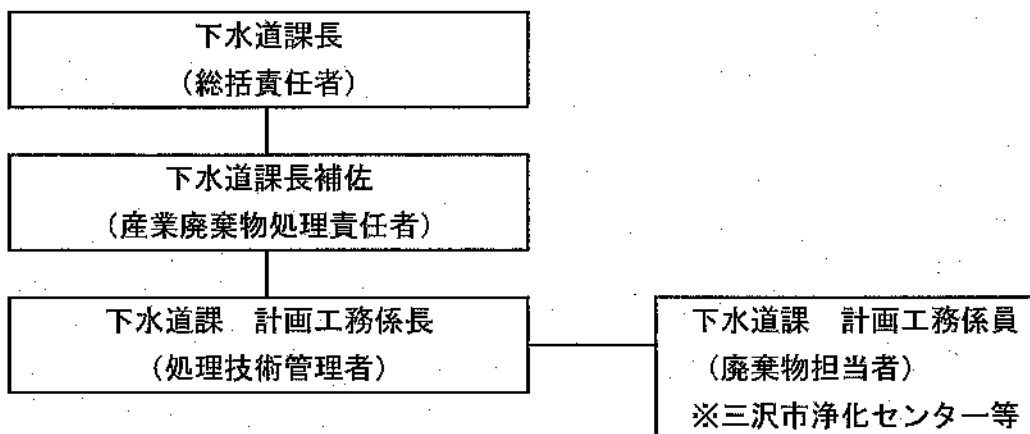 下水道課長
（総括責任者）
下水道課長補佐
（産業廃棄物処理責任者）
下水道課　計画工務係長
（処理技術管理者）
下水道課　計画工務係員
（廃棄物担当者）
※三沢市浄化センター等